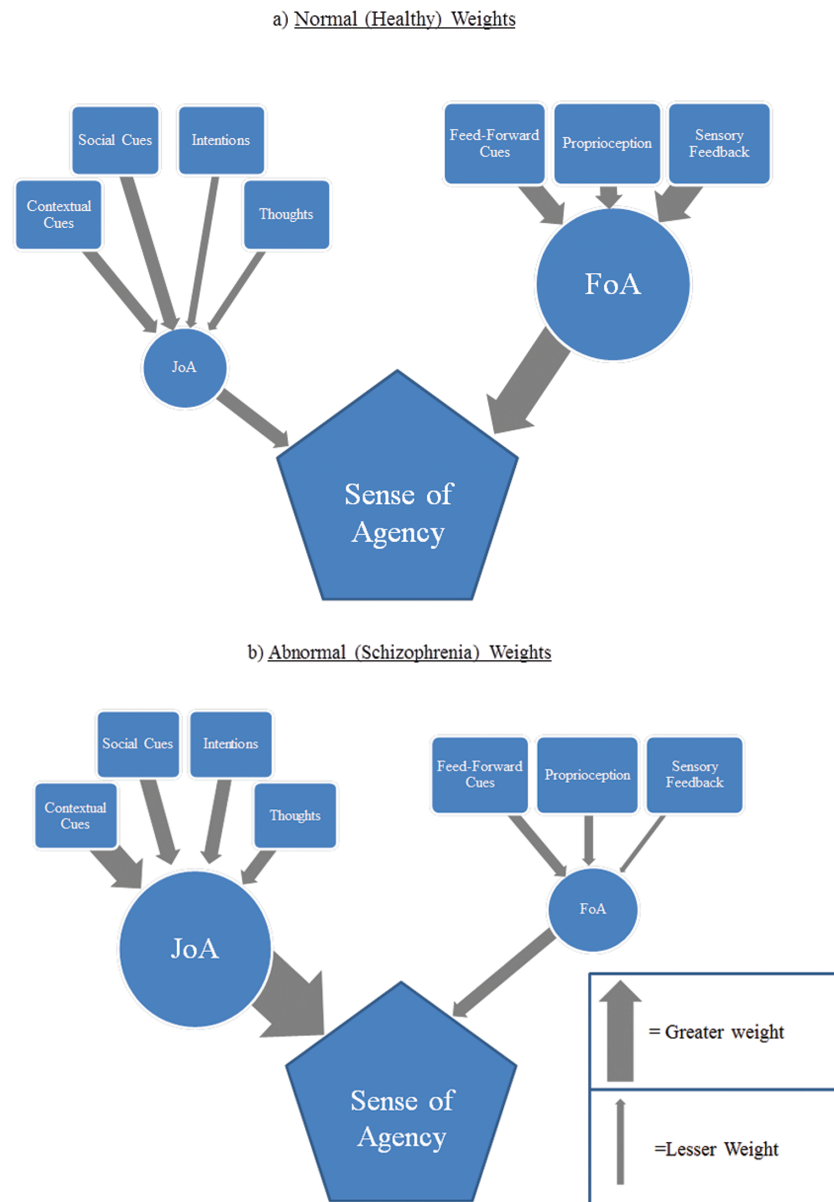 a) Normal (Healthy) Weights
Social Cues
Intentions
Contextual
Cues
Thoughts
Feed-Forward
Cues
Proprioception
Sensory
Feedback
JoA
FoA
Sense of
Agency
b) Abnormal (Schizophrenia) Weights
Social Cues
Intentions
Contextual
Cues
Thoughts
Feed-Forward
Cues
Proprioception
Sensory
Feedback
JoA
FoA
Sense of
Agency
= Greater weight
=Lesser Weight